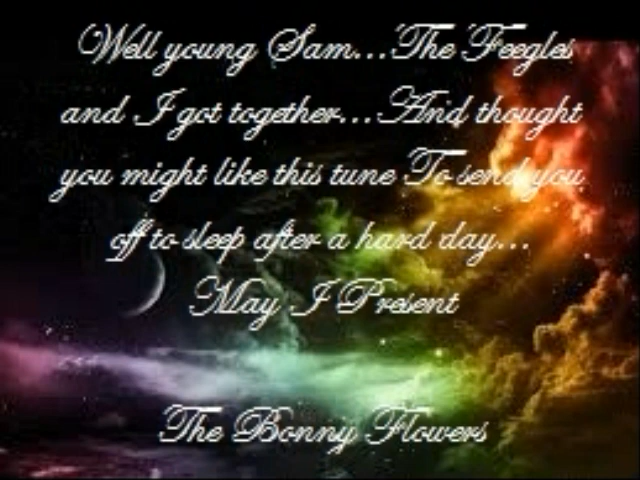 Well young Sam...The Feegles
and I got together...And thought
you might like this tune To send you
off to sleep after a hard day...
May I Present
The Bonny Flowers